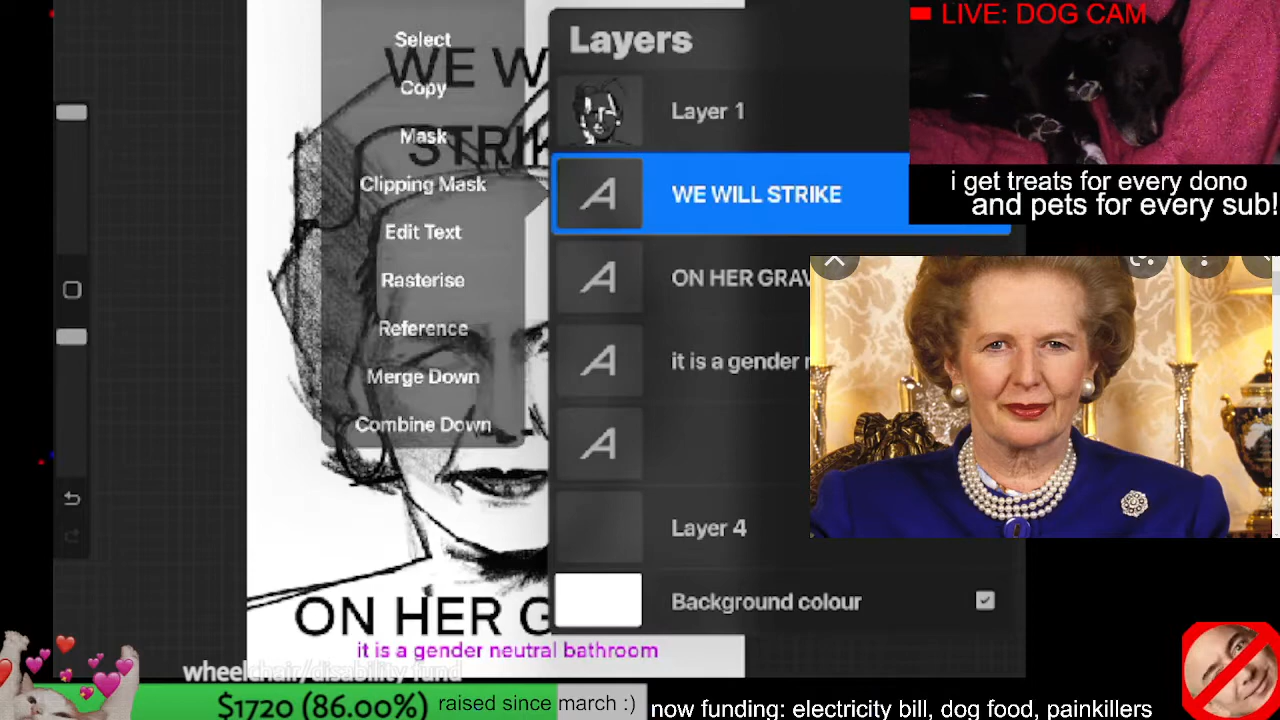 LIVE: DOG CAM
Select
Layers
WE W
Copy
Layer 1
Mask
STRIK
Clipping Mask
WE WILL STRIKE
i get treats for every dono
and pets for every sub!
Edit Text
Rasterise
ON HER GRAV
Reference
it is a gender
Merge Down
Combine Down
Layer 4
ON HER G
Background colour
it is a gender neutral bathroom
wheelchair/disability fund
$1720 (86.00%)
raised since march :)
now funding: electricity bill, dog food, painkillers